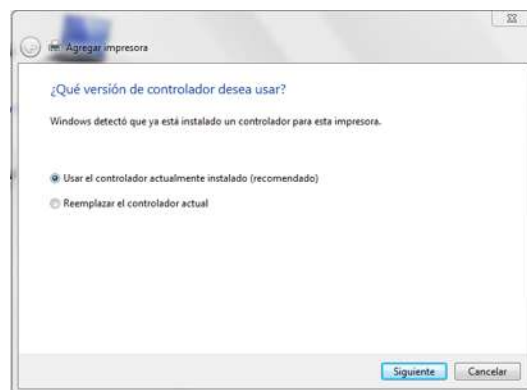 Agregar impresora
¿Qué versión de controlador desea usar?
Windows detectó que ya está instalado un controlador para esta impresora.
Usar el controlador actualmente instalado (recomendado)
Reemplazar el controlador actual
Siguiente Cancelar